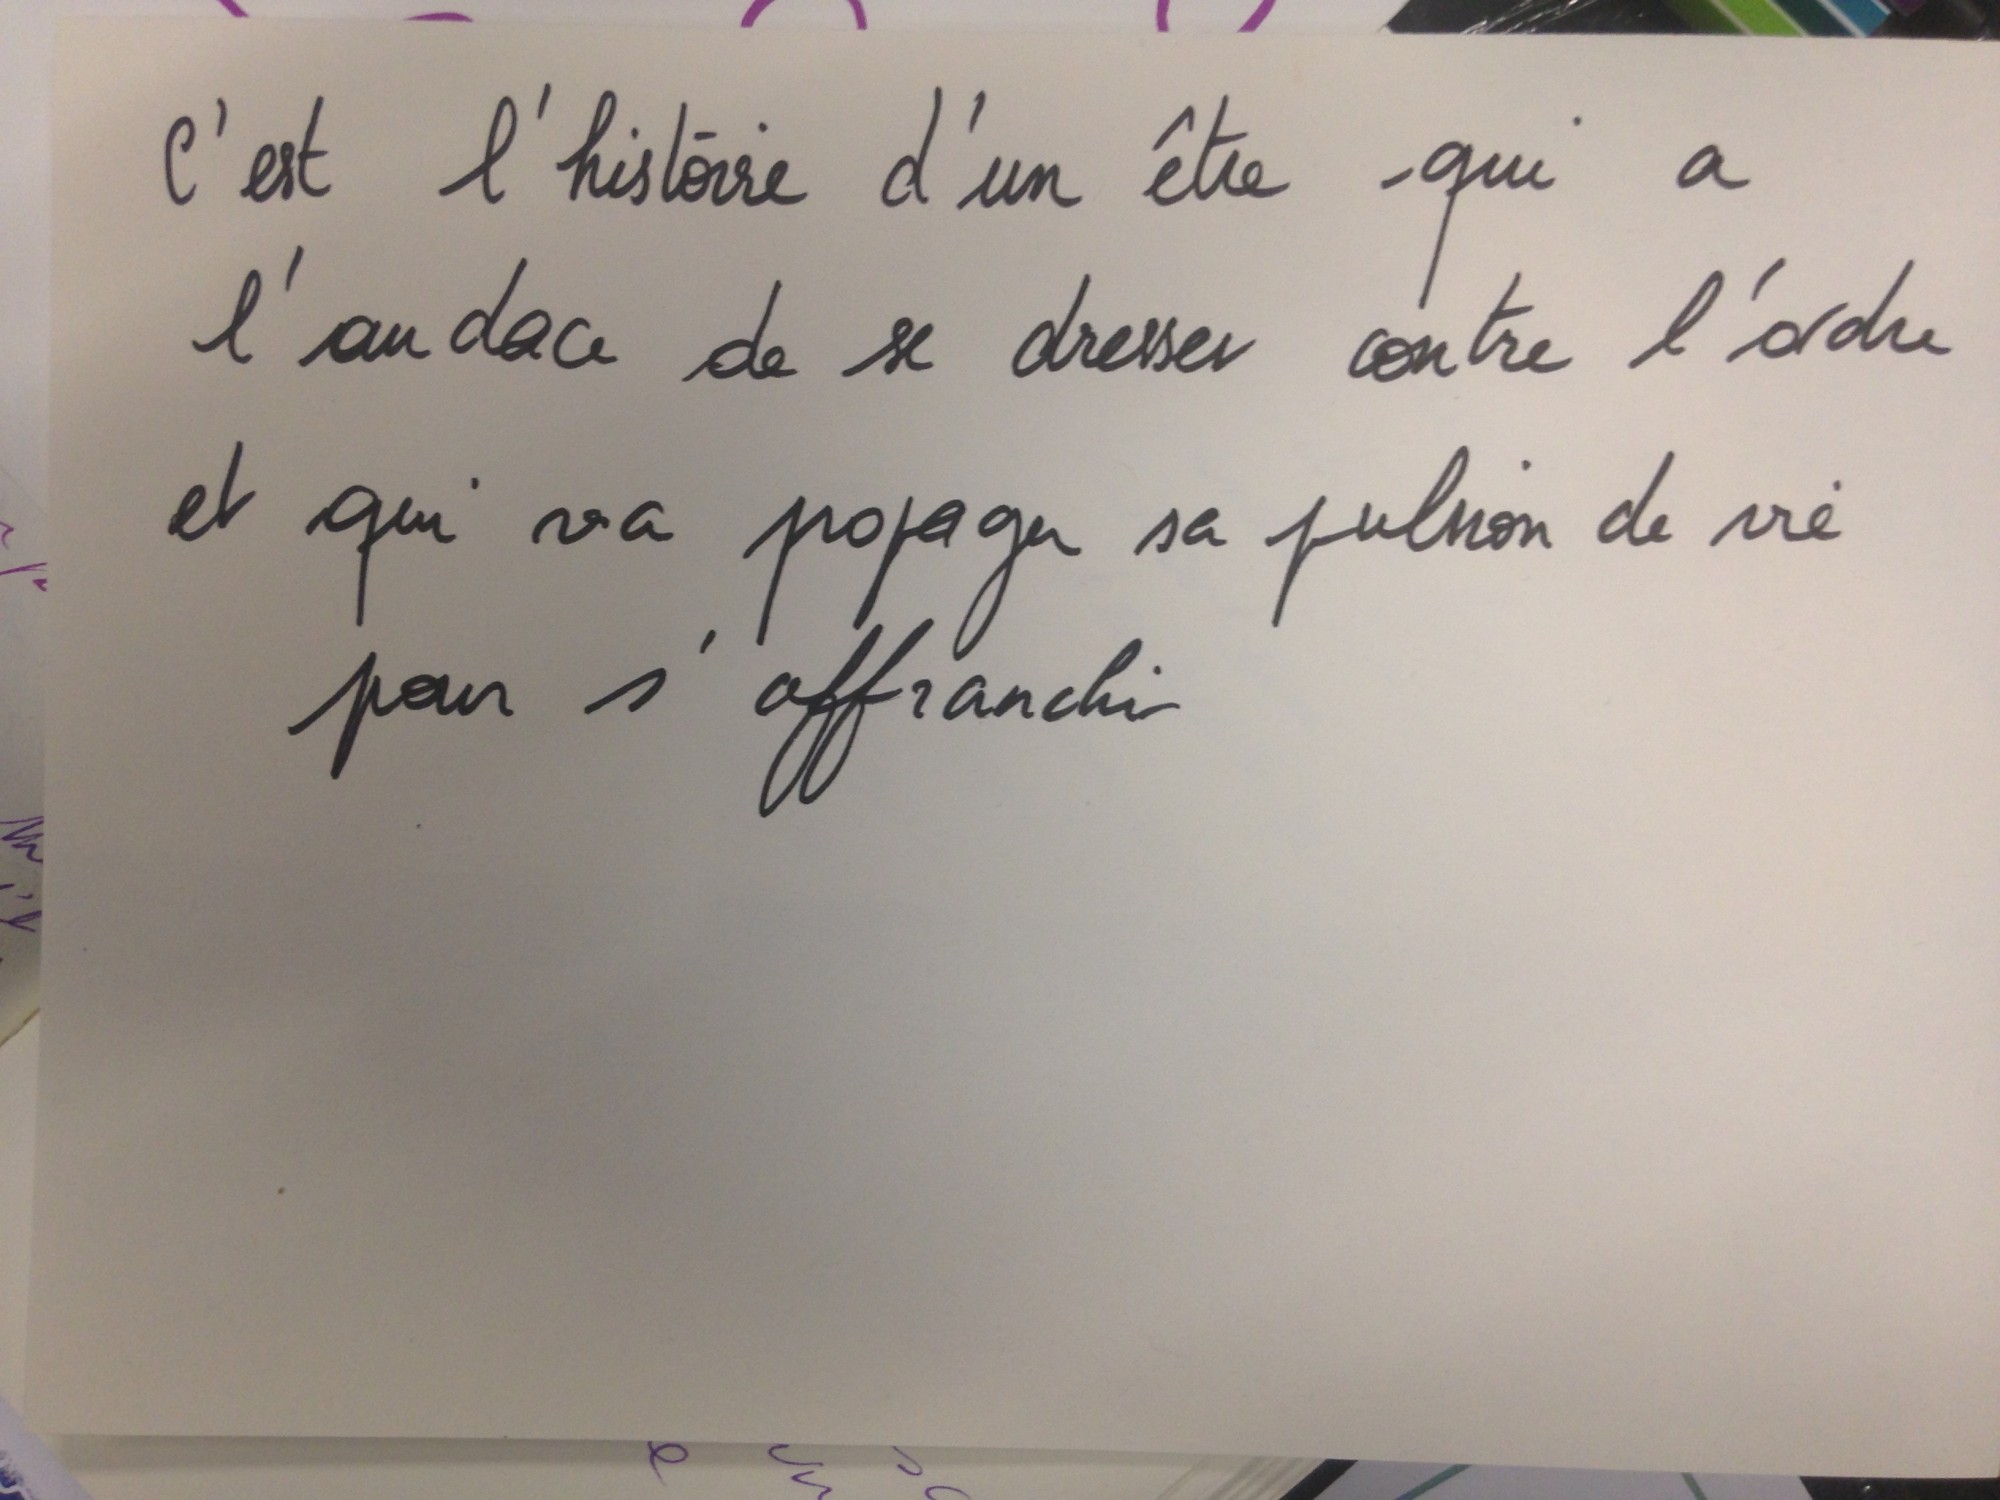 C'est l'histoire d'un être qui a
l'audace de se dresser contre l'ordre
et qui va popager sa pulsion de vie
pour s'affranchir